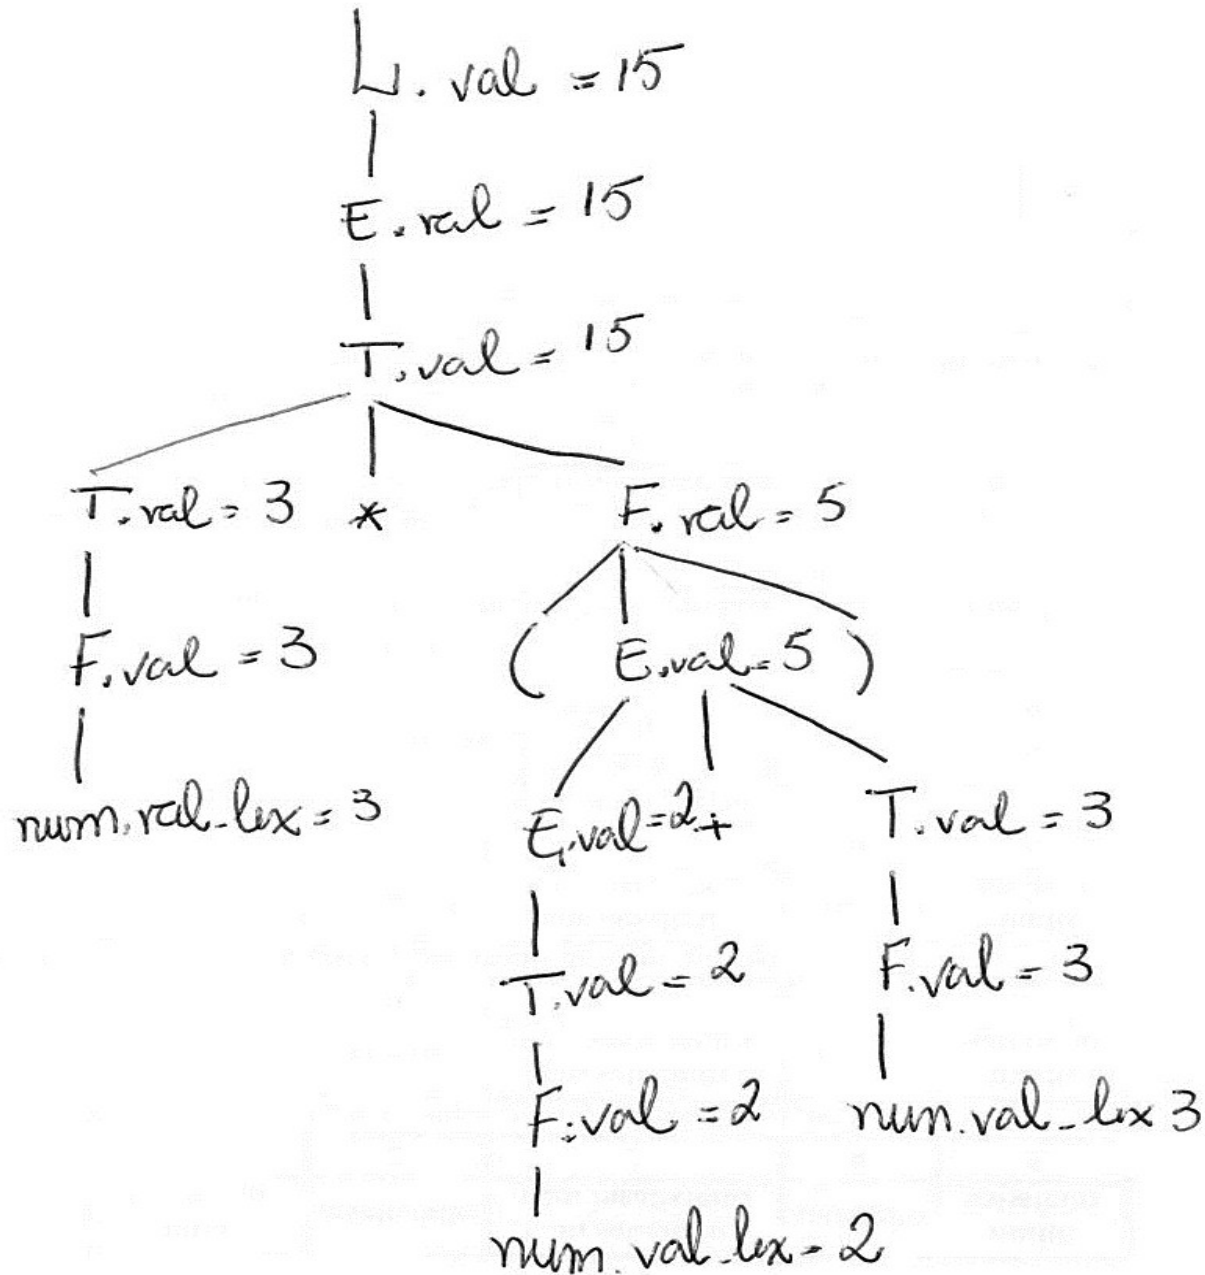 L. val = 15
E. val = 15
T. val = 15
T. val = 3 * F. val = 5
F. val = 3 ( E. val = 5 )
num. val_lex = 3 E. val = 2 + T. val = 3
T. val = 2 F. val = 3
F. val = 2 num. val_lex 3
num. val_lex = 2